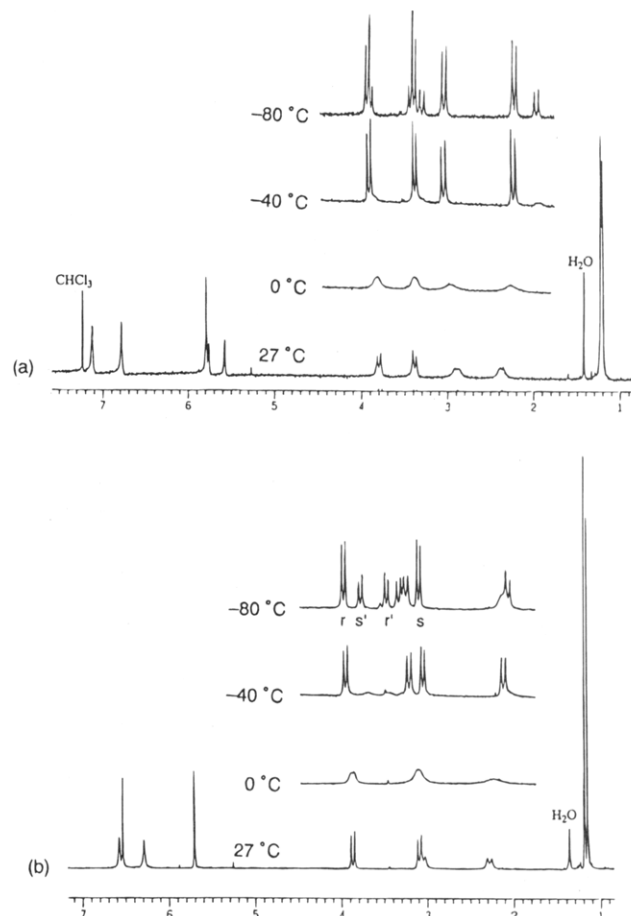 −80 °C
−40 °C
CHCl₃
H₂O
0 °C
27 °C
(a)
7 6 5 4 3 2 1
−80 °C
r s' r' s
−40 °C
0 °C
H₂O
27 °C
(b)
7 6 5 4 3 2 1